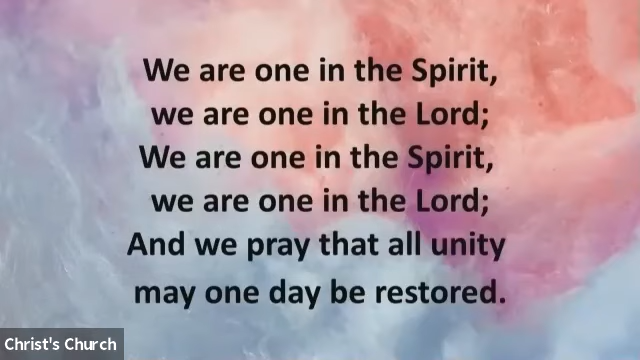 We are one in the Spirit,
we are one in the Lord;
We are one in the Spirit,
we are one in the Lord;
And we pray that all unity
may one day be restored.
Christ's Church